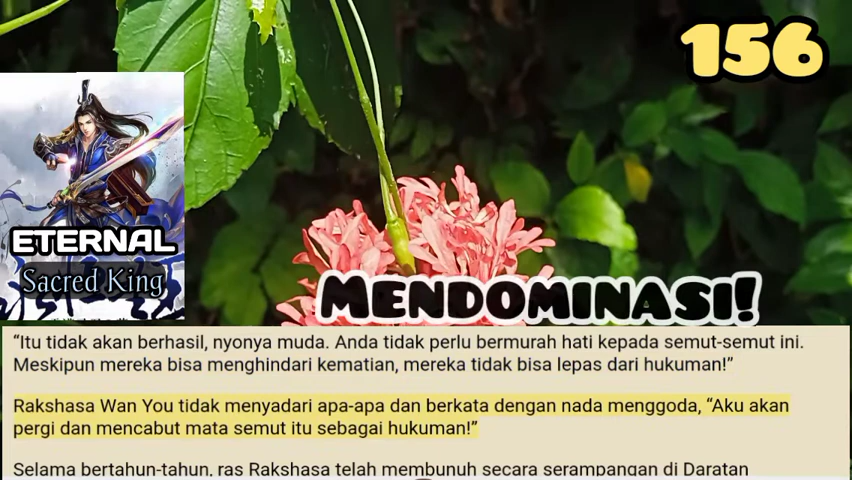 156
ETERNAL
Sacred King
MENDOMINASI!
“Itu tidak akan berhasil, nyonya muda. Anda tidak perlu bermurah hati kepada semut-semut ini.
Meskipun mereka bisa menghindari kematian, mereka tidak bisa lepas dari hukuman!”
Rakshasa Wan You tidak menyadari apa-apa dan berkata dengan nada menggoda, “Aku akan
pergi dan mencabut mata semut itu sebagai hukuman!”
Selama bertahun-tahun, ras Rakshasa telah membunuh secara serampangan di Daratan